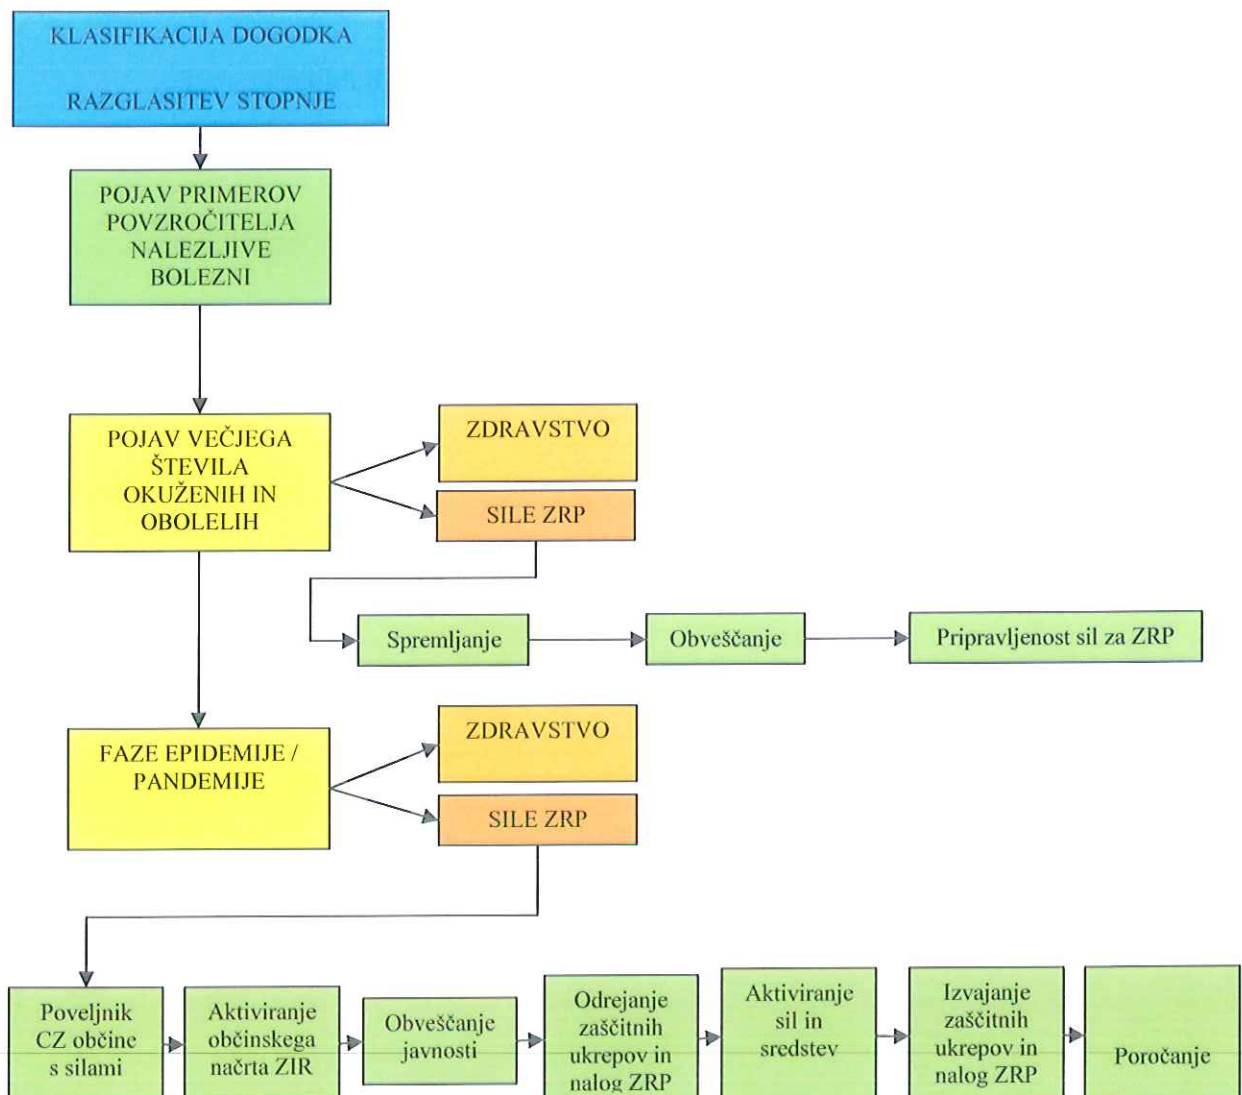 KLASIFIKACIJA DOGODKA
RAZGLASITEV STOPNJE
POJAV PRIMEROV
POVZROČITELJA
NALEZLJIVE
BOLEZNI
POJAV VEČJEGA
ŠTEVILA
OKUŽENIH IN
OBOLELIH
ZDRAVSTVO
SILE ZRP
Spremljanje
Obveščanje
Pripravljenost sil za ZRP
FAZE EPIDEMIJE /
PANDEMIJE
ZDRAVSTVO
SILE ZRP
Poveljnik
CZ občine
s silami
Aktiviranje
občinskega
načrta ZIR
Obveščanje
javnosti
Odrejanje
zaščitnih
ukrepov in
nalog ZRP
Aktiviranje
sil in
sredstev
Izvajanje
zaščitnih
ukrepov in
nalog ZRP
Poročanje